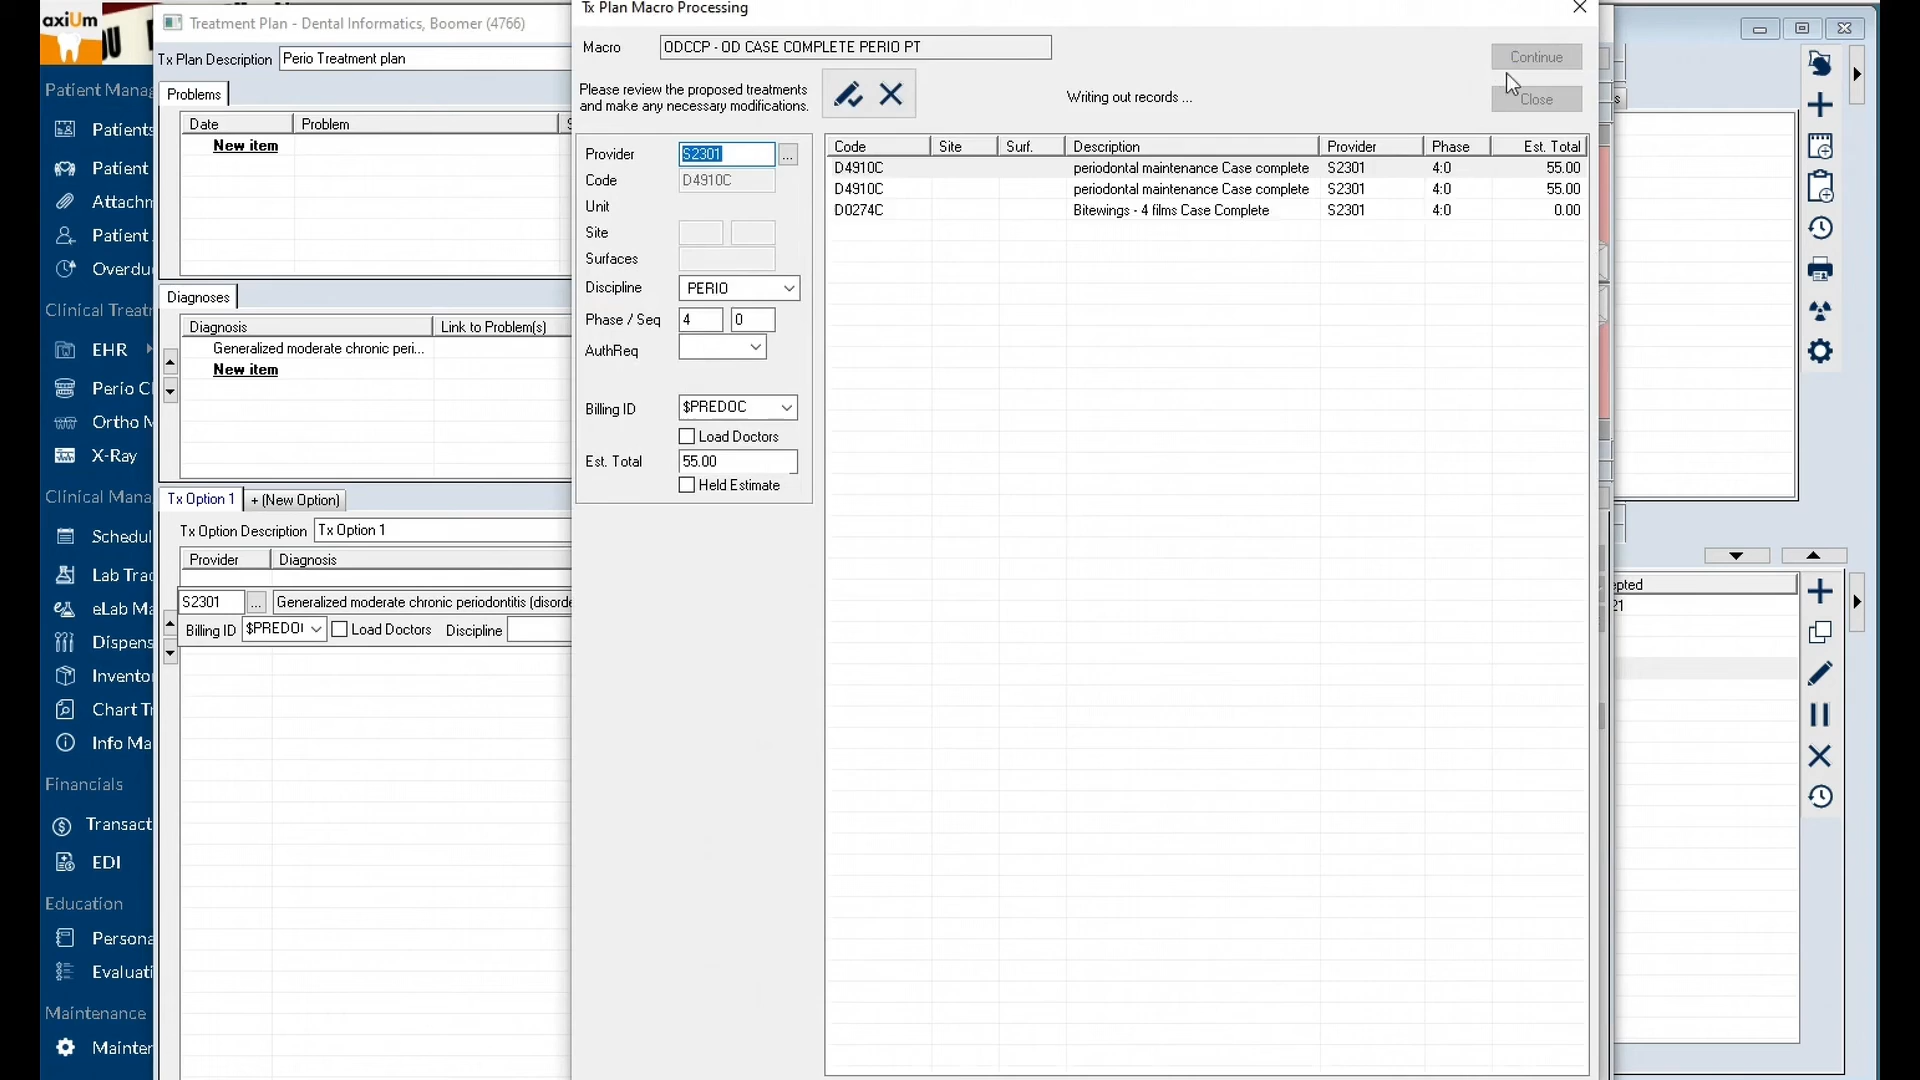 axiUm
Treatment Plan - Dental Informatics, Boomer (4766)
Tx Plan Macro Processing
Tx Plan Description
Perio Treatment plan
Macro
ODCCP - OD CASE COMPLETE PERIO PT
Continue
Please review the proposed treatments
and make any necessary modifications.
Writing out records ...
Close
Patient Mana
Patients
Patient
Attachm
Patient
Overdu
Clinical Treatr
EHR
Perio C
Ortho M
X-Ray
Clinical Mana
Schedul
Lab Trac
eLab Ma
Dispens
Invento
Chart Tr
Info Ma
Financials
Transact
EDI
Education
Persona
Evaluati
Maintenance
Mainter
Problems
Date Problem S
New item
Diagnoses
Diagnosis Link to Problem(s)
Generalized moderate chronic peri...
New item
Tx Option 1 + (New Option)
Tx Option Description Tx Option 1
Provider Diagnosis
S2301 ... Generalized moderate chronic periodontitis (disorde
Billing ID $PREDO Load Doctors Discipline
Provider S2301 ...
Code D4910C
Unit
Site
Surfaces
Discipline PERIO
Phase / Seq 4 0
AuthReq
Billing ID $PREDOC
Load Doctors
Est. Total 55.00
Held Estimate
Code Site Surf. Description Provider Phase Est. Total
D4910C periodontal maintenance Case complete S2301 4:0 55.00
D4910C periodontal maintenance Case complete S2301 4:0 55.00
D0274C Bitewings - 4 films Case Complete S2301 4:0 0.00
s
pted
21